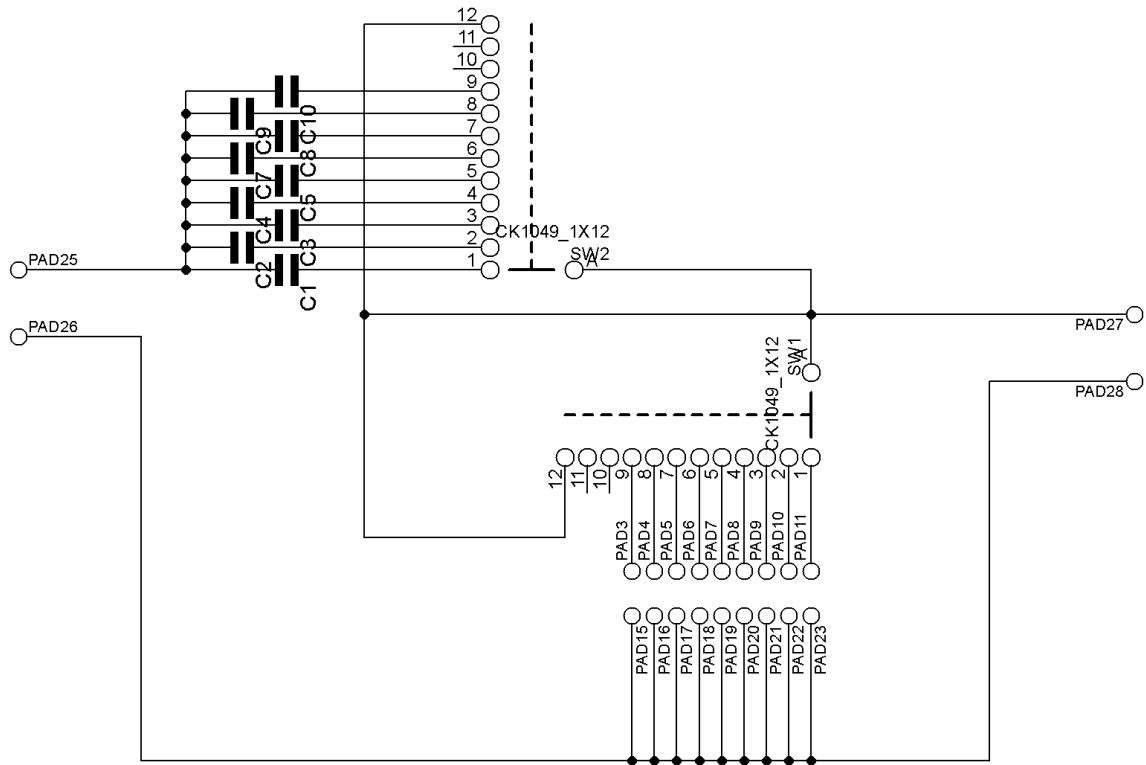 12
11
10
9
8
7
6
5
4
3
2
1
C10
C9
C8
C7
C5
C4
C3
C2
C1
CK1049_1X12
SW2
A
PAD25
PAD26
PAD27
PAD28
CK1049_1X12
SW1
A
12
11
10
9
8
7
6
5
4
3
2
1
PAD3
PAD4
PAD5
PAD6
PAD7
PAD8
PAD9
PAD10
PAD11
PAD15
PAD16
PAD17
PAD18
PAD19
PAD20
PAD21
PAD22
PAD23